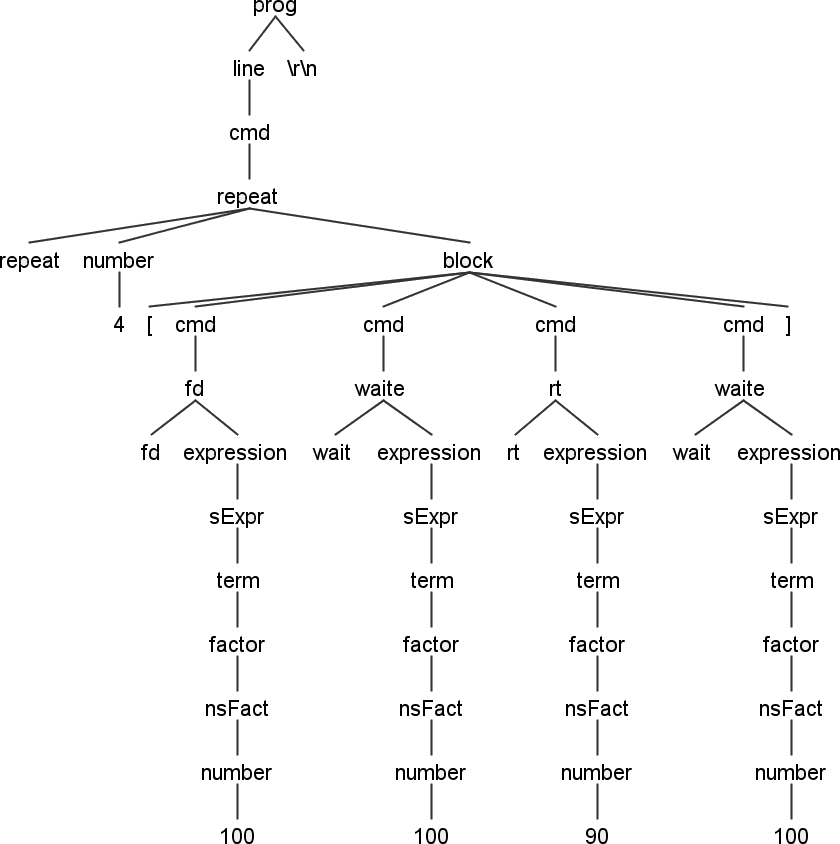 prog
line \r\n
cmd
repeat
repeat number block
4 [ cmd cmd cmd cmd ]
fd waite rt waite
fd expression wait expression rt expression wait expression
sExpr sExpr sExpr sExpr
term term term term
factor factor factor factor
nsFact nsFact nsFact nsFact
number number number number
100 100 90 100